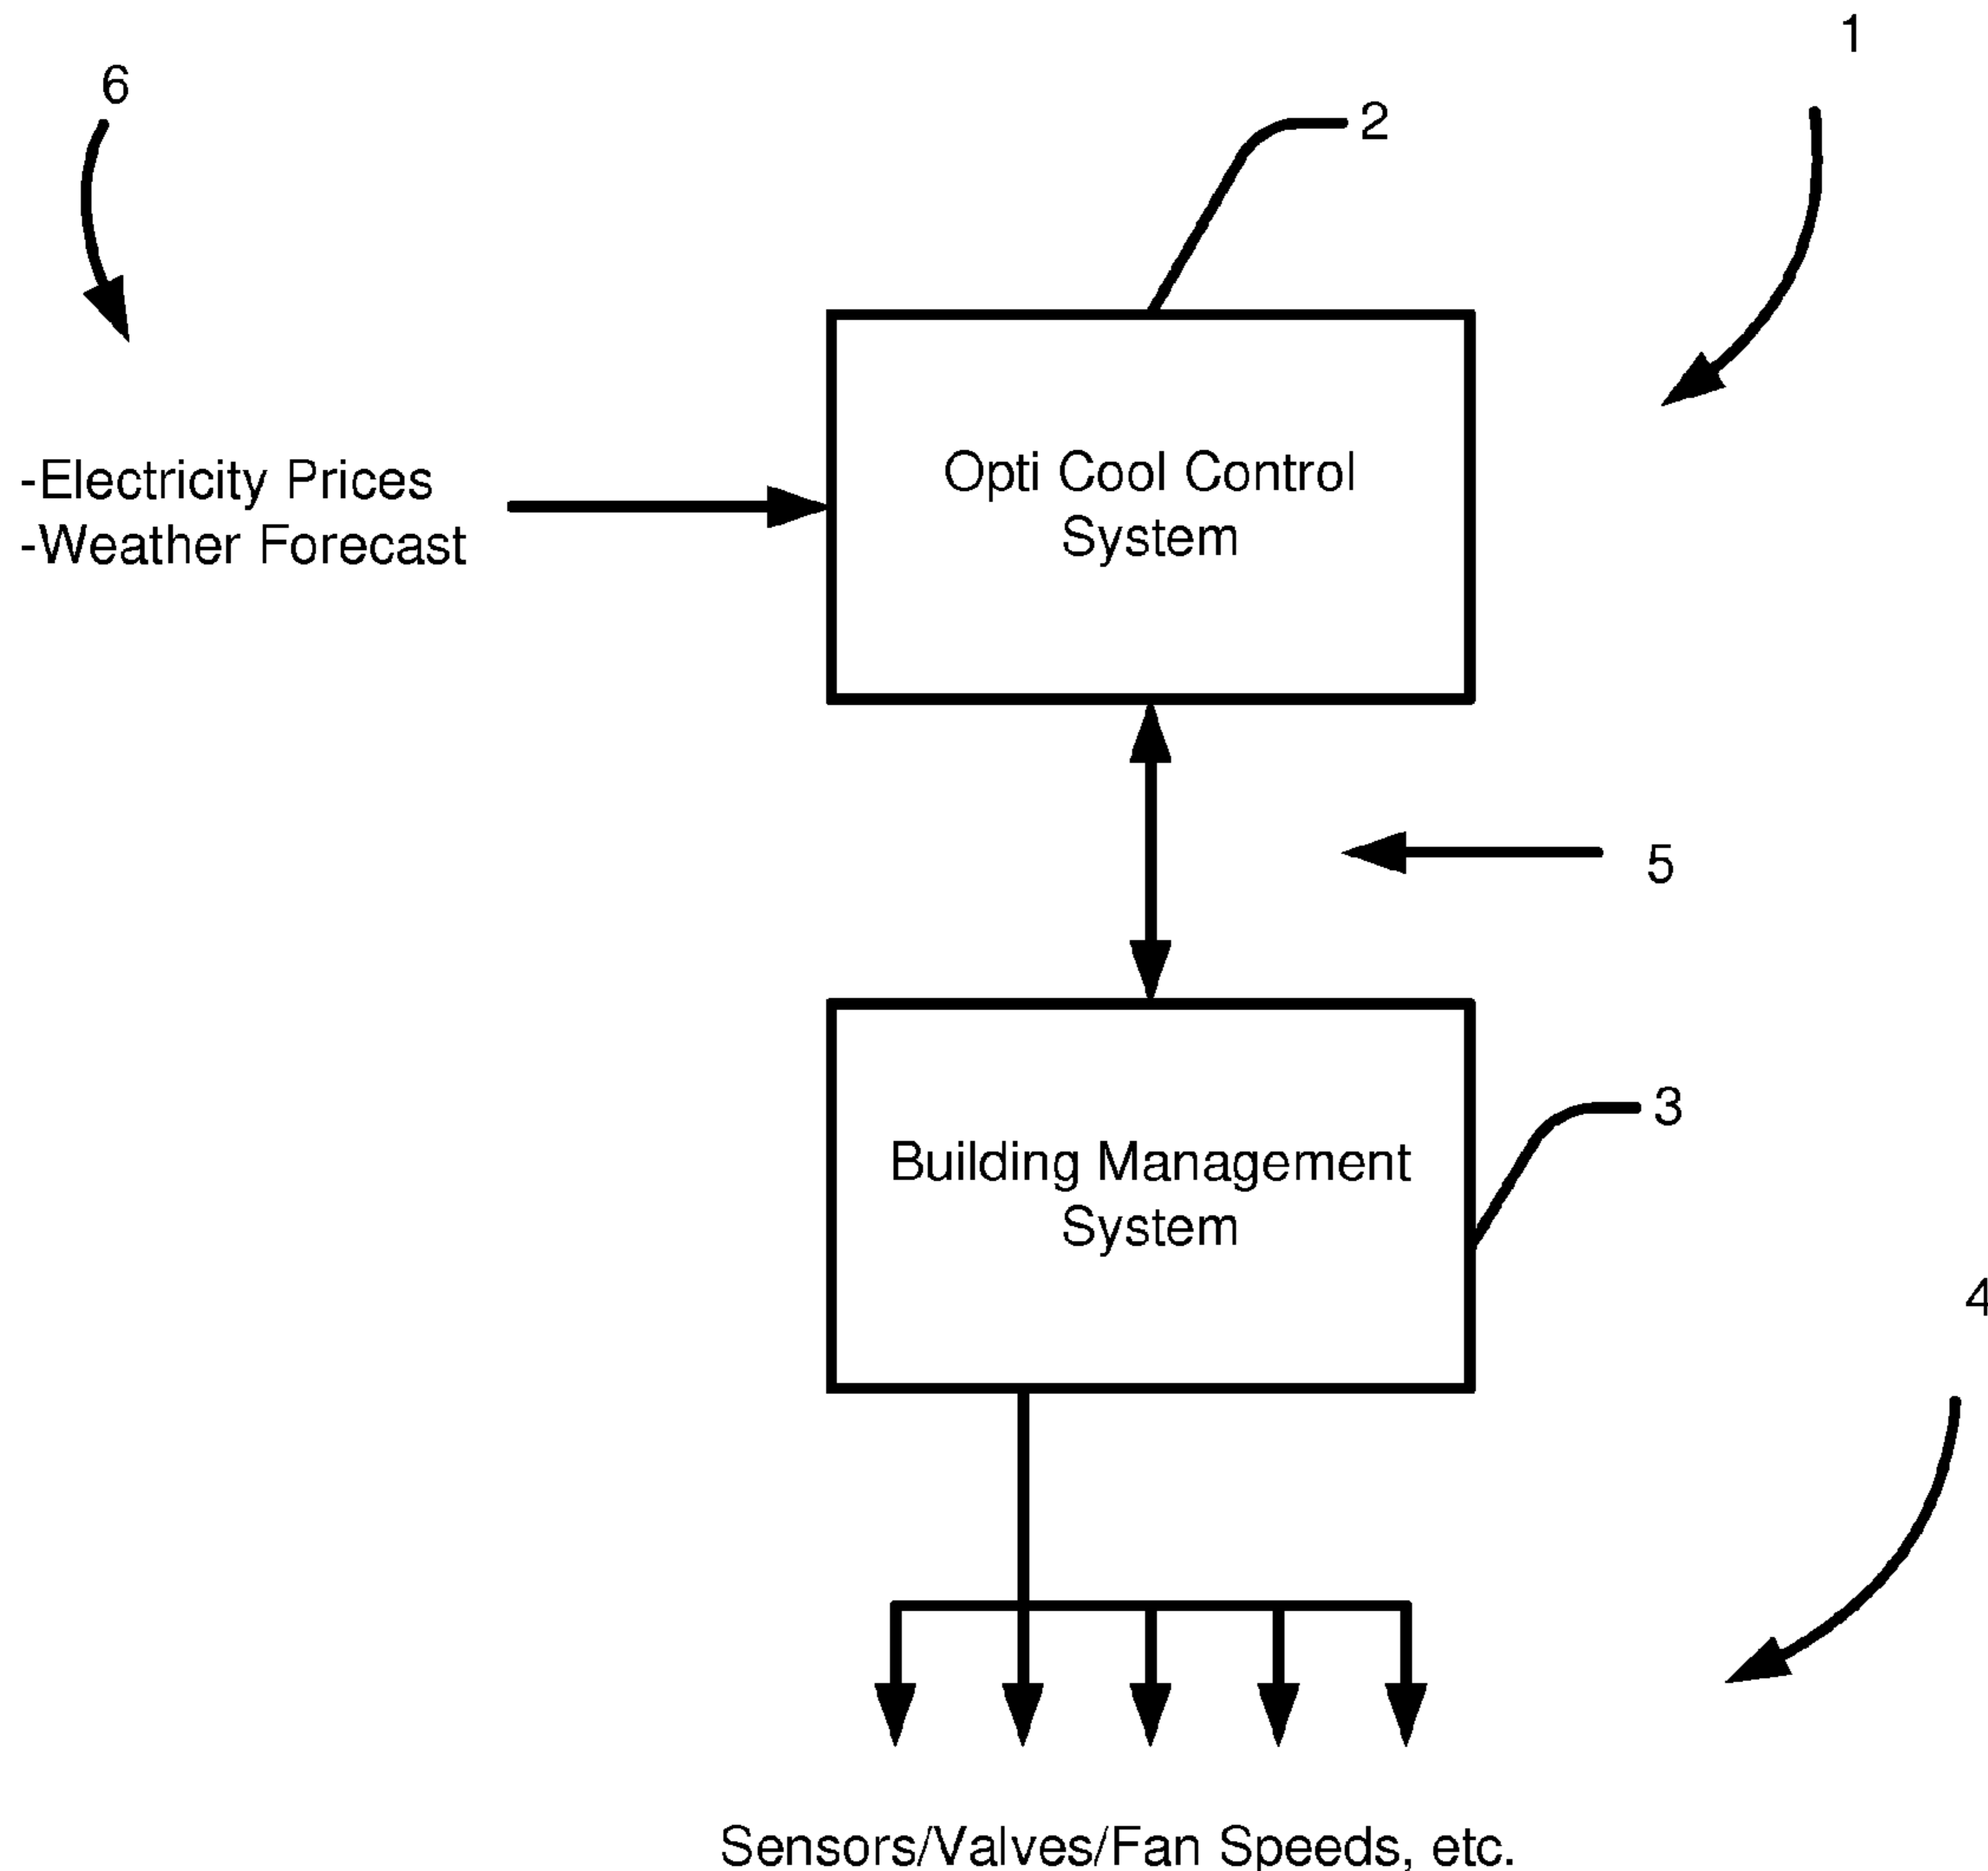 1
6
2
Opti Cool Control
System
-Electricity Prices
-Weather Forecast
5
3
Building Management
System
4
Sensors/Valves/Fan Speeds, etc.